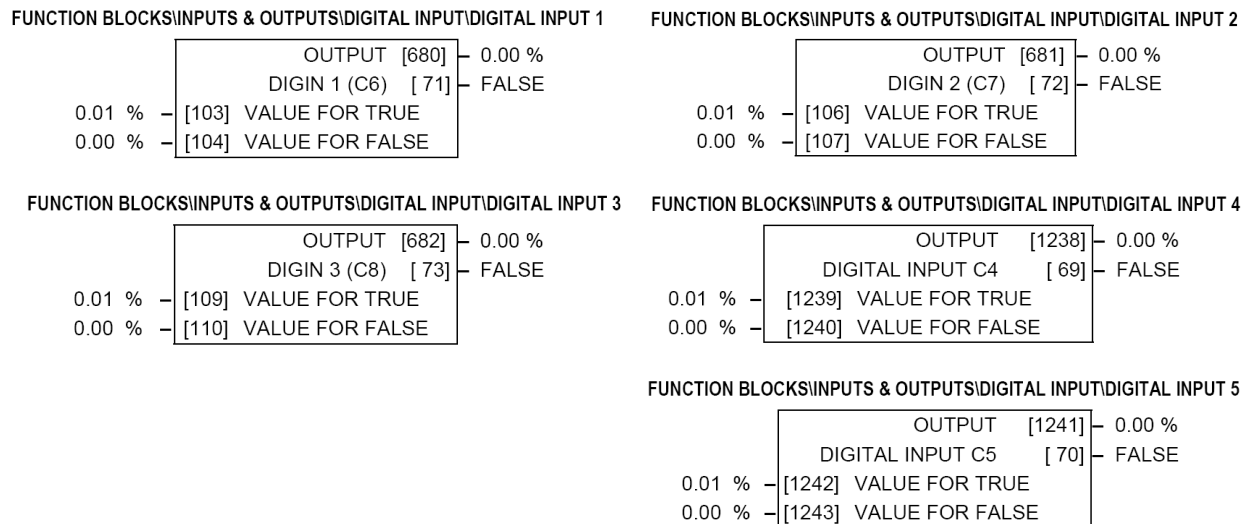 FUNCTION BLOCKS\INPUTS & OUTPUTS\DIGITAL INPUT\DIGITAL INPUT 1
OUTPUT [680] 0.00 %
DIGIN 1 (C6) [ 71] FALSE
0.01 % [103] VALUE FOR TRUE
0.00 % [104] VALUE FOR FALSE
FUNCTION BLOCKS\INPUTS & OUTPUTS\DIGITAL INPUT\DIGITAL INPUT 2
OUTPUT [681] 0.00 %
DIGIN 2 (C7) [ 72] FALSE
0.01 % [106] VALUE FOR TRUE
0.00 % [107] VALUE FOR FALSE
FUNCTION BLOCKS\INPUTS & OUTPUTS\DIGITAL INPUT\DIGITAL INPUT 3
OUTPUT [682] 0.00 %
DIGIN 3 (C8) [ 73] FALSE
0.01 % [109] VALUE FOR TRUE
0.00 % [110] VALUE FOR FALSE
FUNCTION BLOCKS\INPUTS & OUTPUTS\DIGITAL INPUT\DIGITAL INPUT 4
OUTPUT [1238] 0.00 %
DIGITAL INPUT C4 [ 69] FALSE
0.01 % [1239] VALUE FOR TRUE
0.00 % [1240] VALUE FOR FALSE
FUNCTION BLOCKS\INPUTS & OUTPUTS\DIGITAL INPUT\DIGITAL INPUT 5
OUTPUT [1241] 0.00 %
DIGITAL INPUT C5 [ 70] FALSE
0.01 % [1242] VALUE FOR TRUE
0.00 % [1243] VALUE FOR FALSE